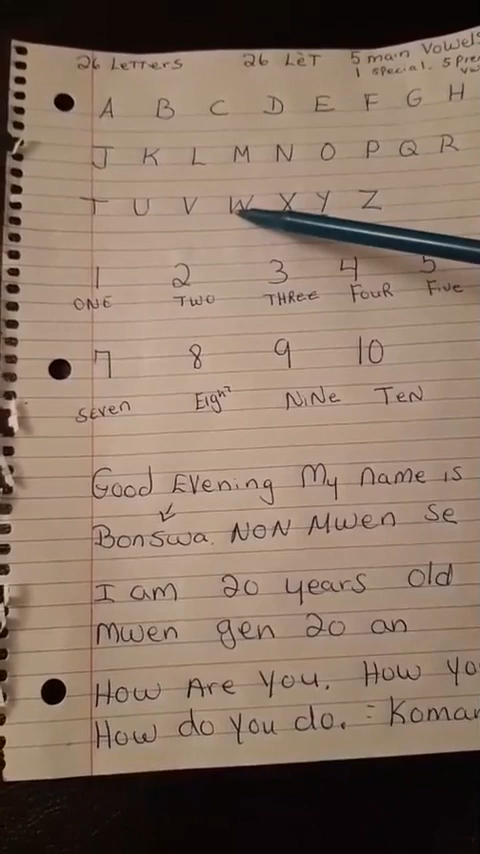 26 LETTERS 26 LÈT 5 main Vowels
1 special. 5 pre
A B C D E F G H
J K L M N O P Q R
T U V W X Y Z
1 2 3 4 5
ONE TWO THREE FOUR Five
7 8 9 10
Seven Eight NiNe TeN
Good Evening My name is
Bonswa. NON Mwen Se
I am 20 years old
Mwen gen 20 an
How Are You. How yo
How do you do. = Koman